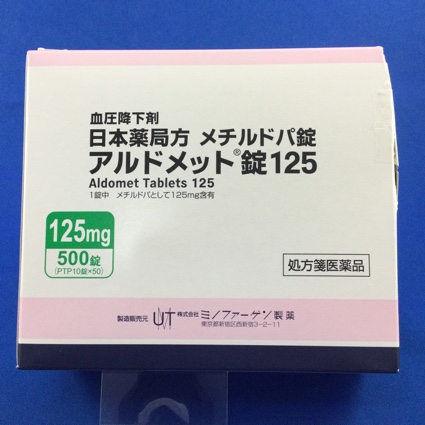 血圧降下剤
日本薬局方 メチルドパ錠
アルドメット®錠125
Aldomet Tablets 125
1錠中 メチルドパとして125mg含有
125mg
500錠
(PTP10錠×50)
処方箋医薬品
製造販売元 株式会社 ミノファーゲン製薬
東京都新宿区西新宿3-2-11